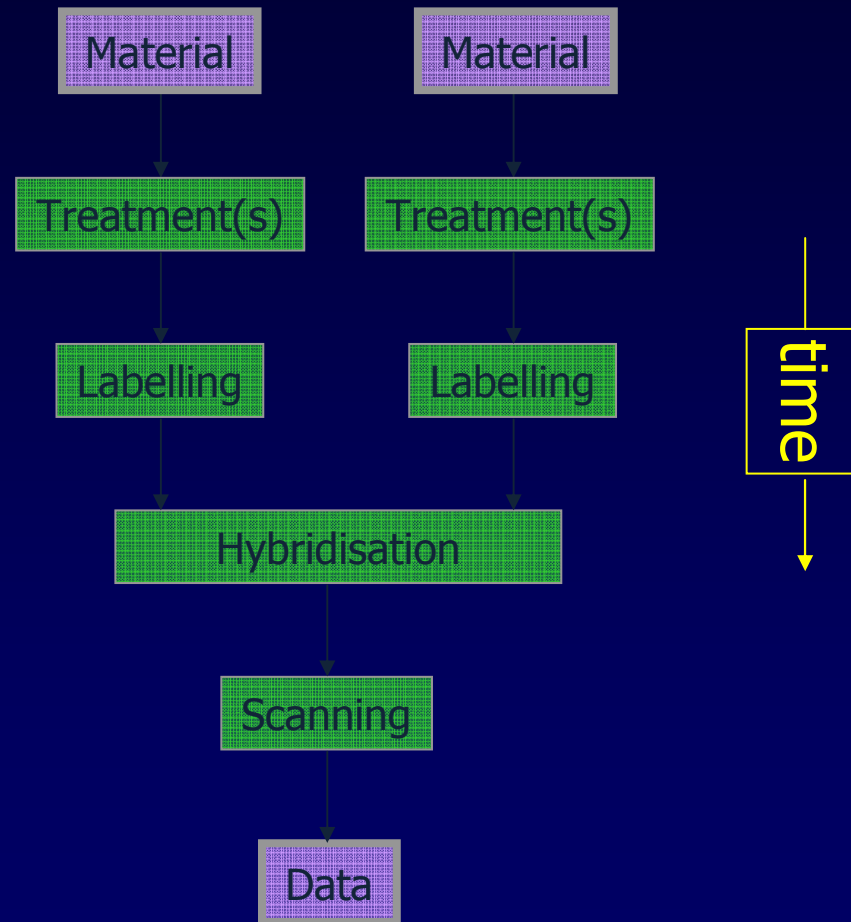 Material
Material
Treatment(s)
Treatment(s)
time
Labelling
Labelling
Hybridisation
Scanning
Data